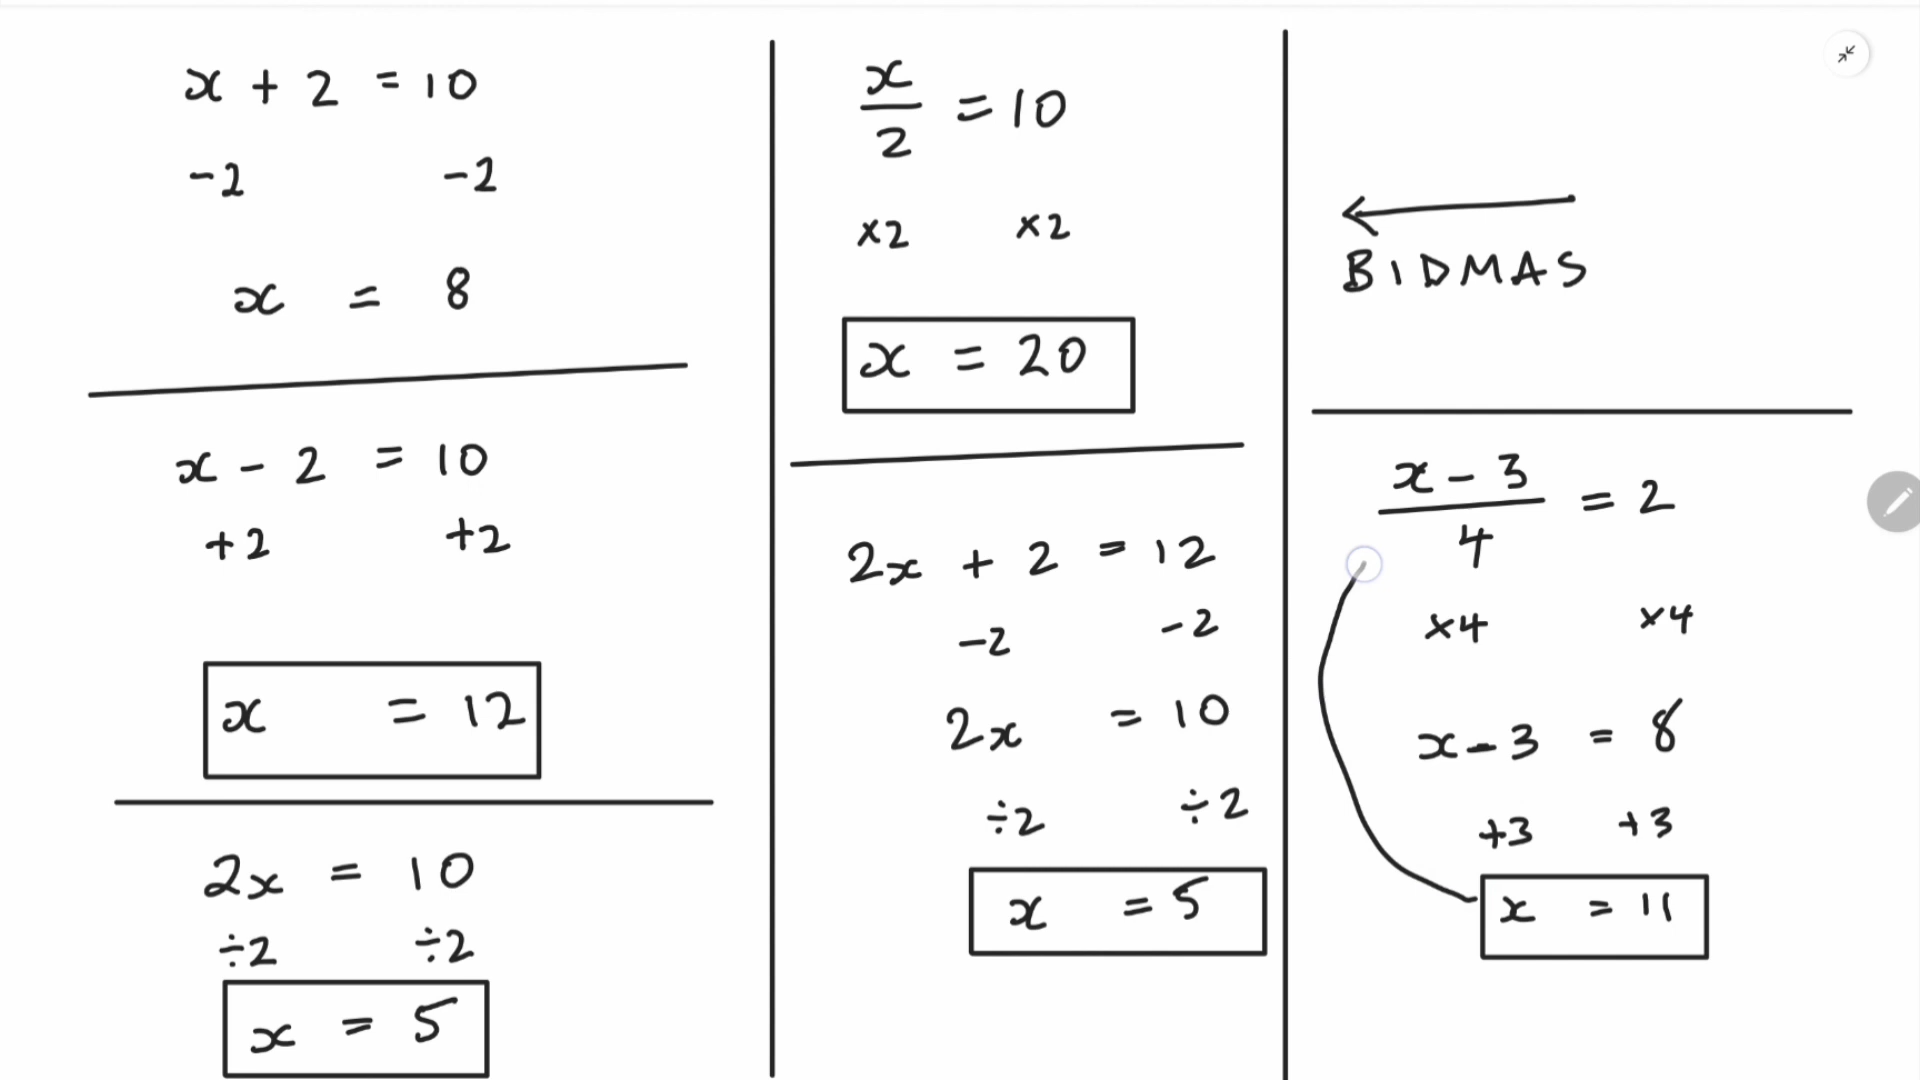 x + 2 = 10
-2 -2
x = 8
x - 2 = 10
+2 +2
x = 12
2x = 10
÷2 ÷2
x = 5
x/2 = 10
×2 ×2
x = 20
2x + 2 = 12
-2 -2
2x = 10
÷2 ÷2
x = 5
BIDMAS
x - 3
/4 = 2
×4 ×4
x - 3 = 8
+3 +3
x = 11